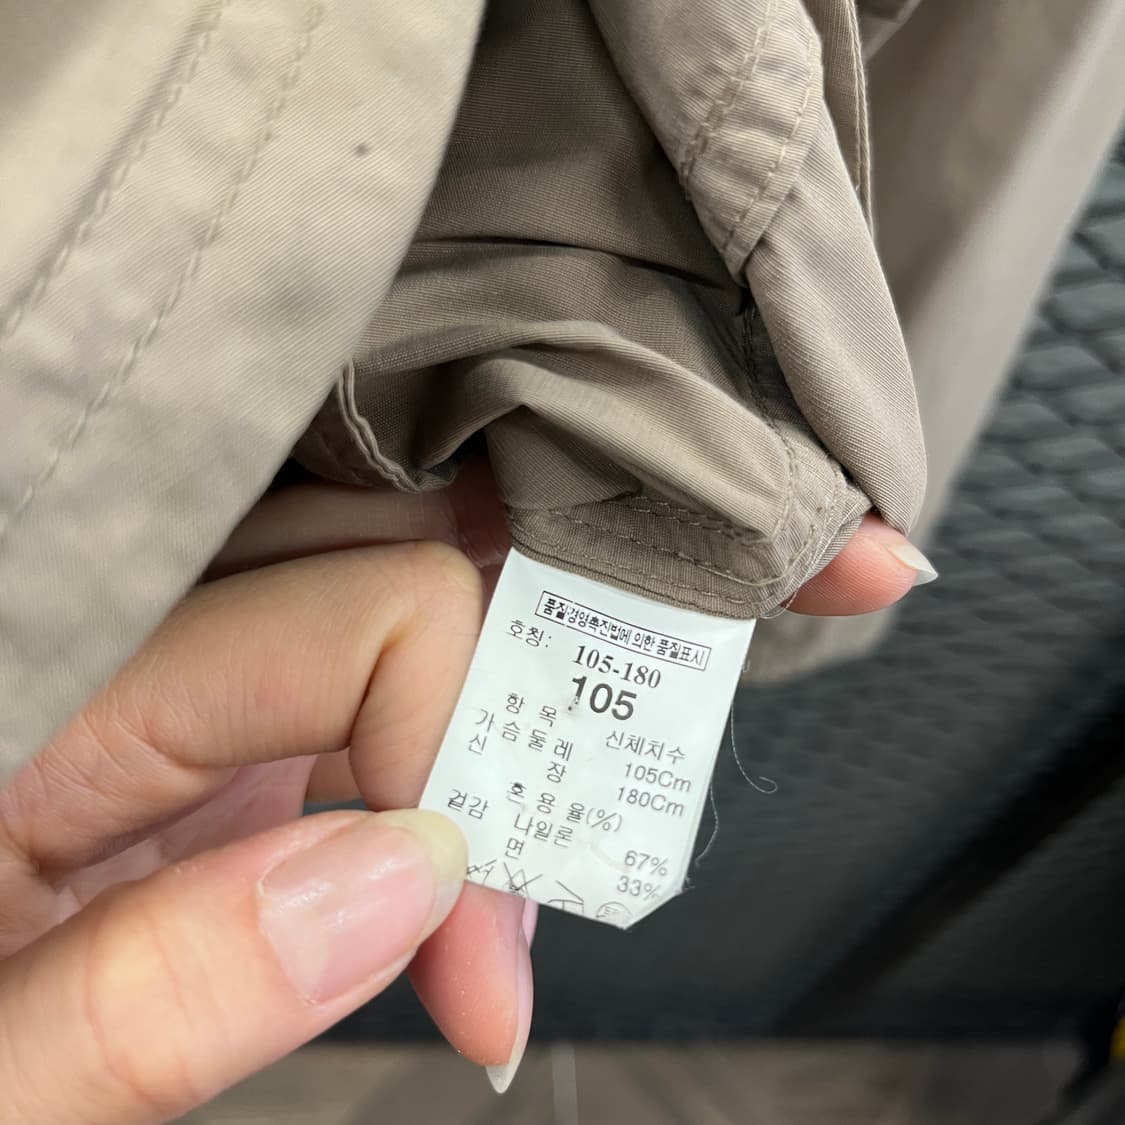 품질경영촉진법에 의한 품질표시
호칭: 105-180
105
항 목 신체치수
가슴둘레 105Cm
신 장 180Cm
혼용율(%)
겉감 나일론 67%
면 33%